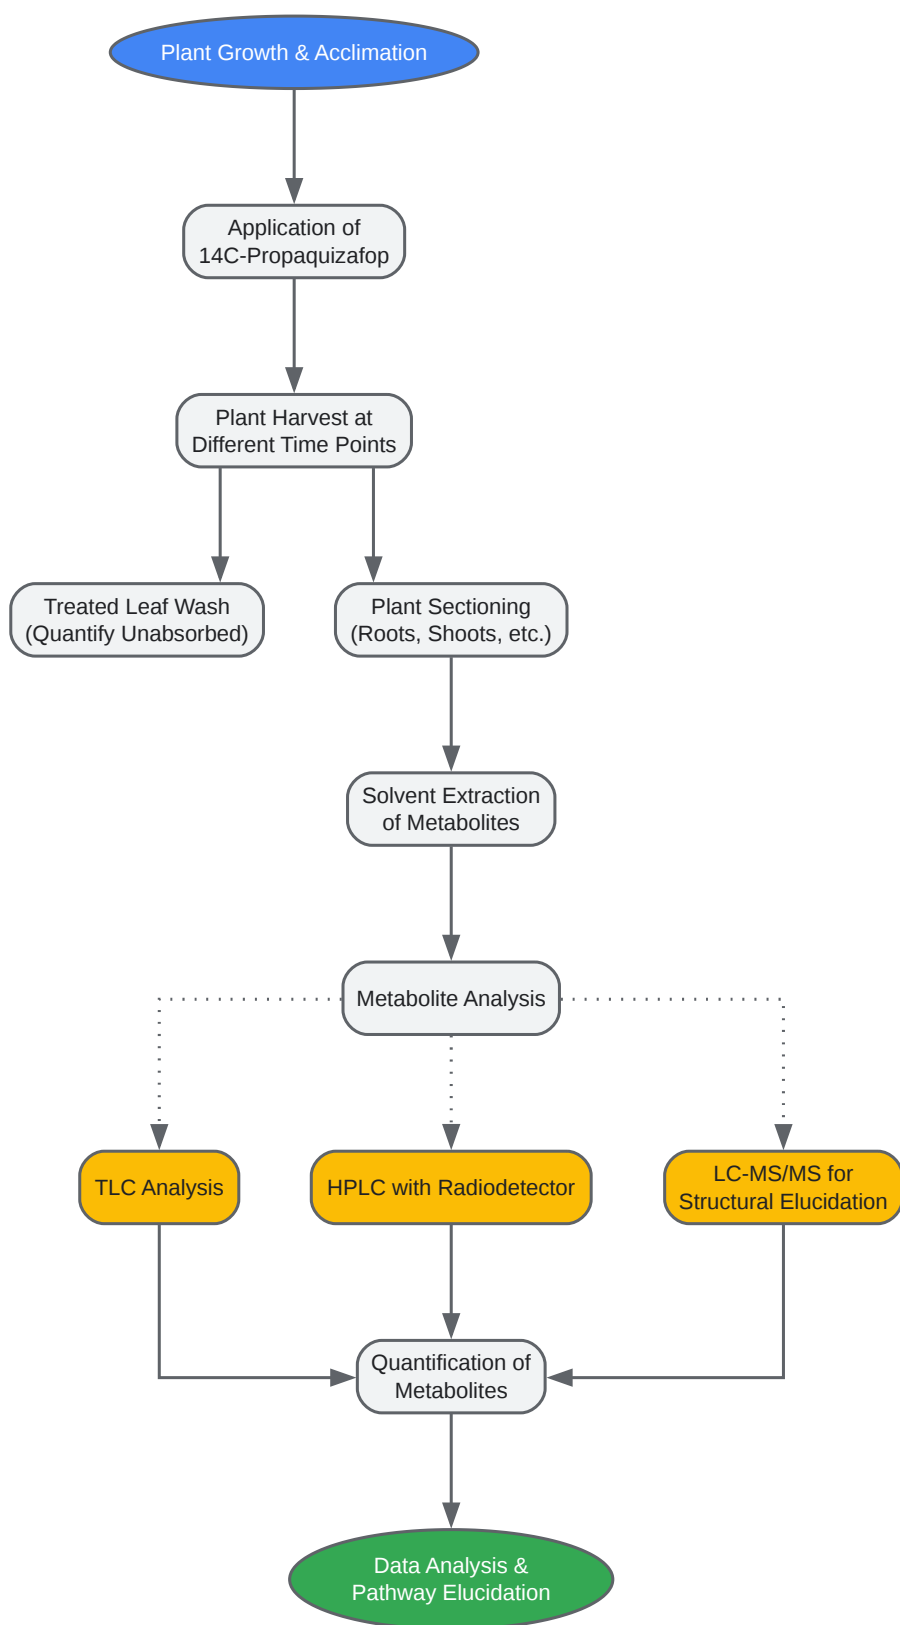 Plant Growth & Acclimation
Application of
14C-Propaquizafop
Plant Harvest at
Different Time Points
Treated Leaf Wash
(Quantify Unabsorbed)
Plant Sectioning
(Roots, Shoots, etc.)
Solvent Extraction
of Metabolites
Metabolite Analysis
TLC Analysis
HPLC with Radiodetector
LC-MS/MS for
Structural Elucidation
Quantification of
Metabolites
Data Analysis &
Pathway Elucidation